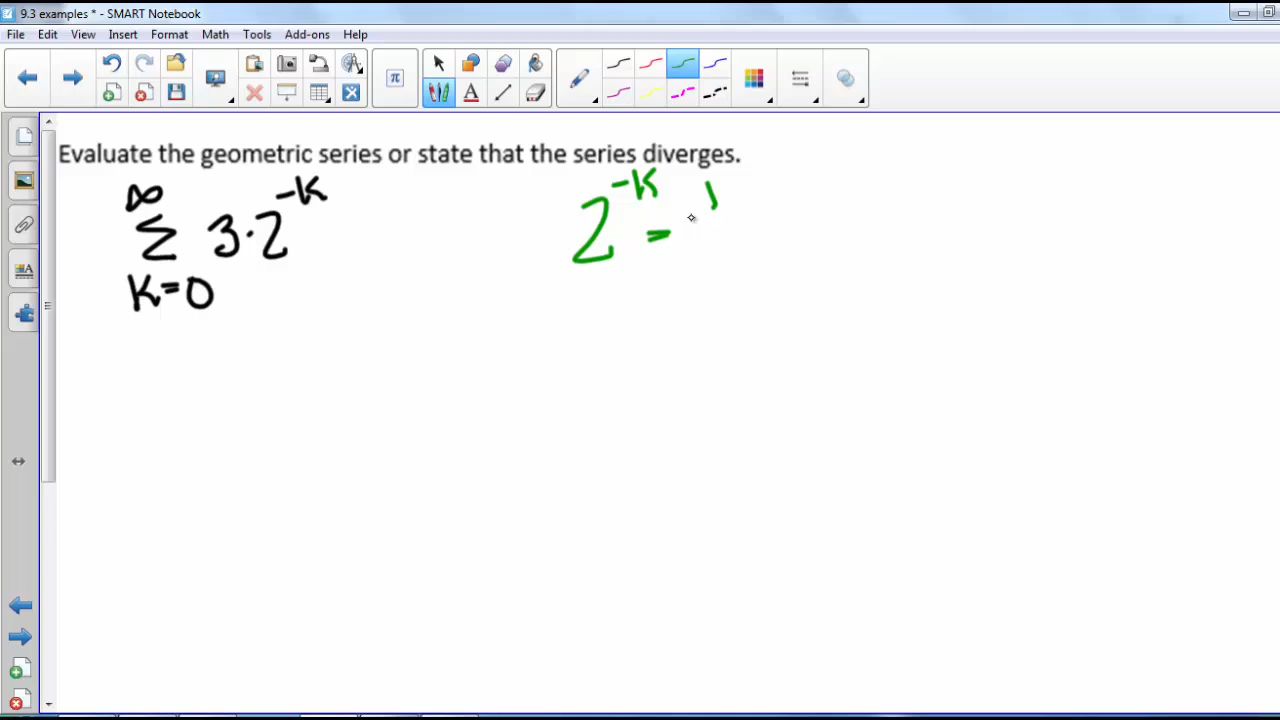 9.3 examples * - SMART Notebook
File Edit View Insert Format Math Tools Add-ons Help
π A
Evaluate the geometric series or state that the series diverges.
∞
Σ 3·2^-K
K=0
2^-K = 1